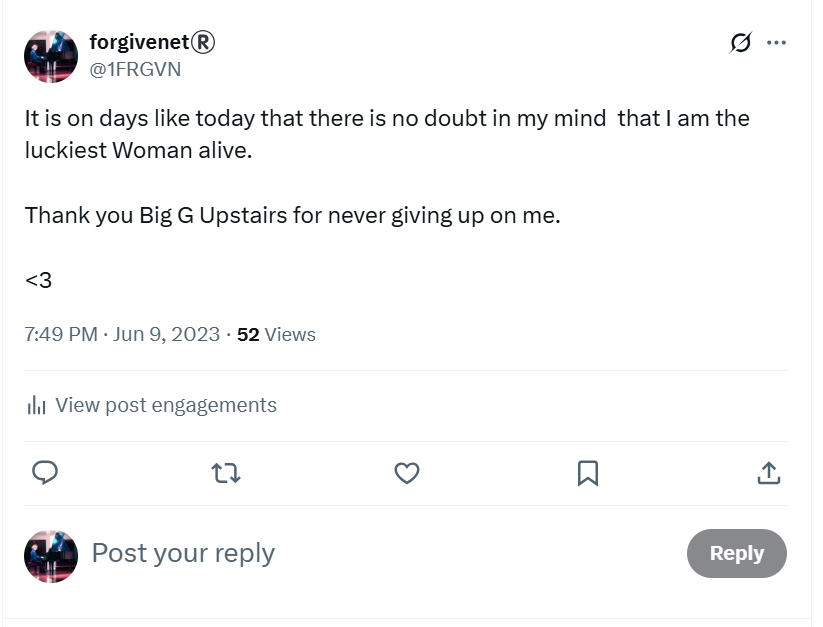 forgivenet®
@1FRGVN
It is on days like today that there is no doubt in my mind  that I am the
luckiest Woman alive.
Thank you Big G Upstairs for never giving up on me.
<3
7:49 PM · Jun 9, 2023 · 52 Views
View post engagements
Post your reply
Reply